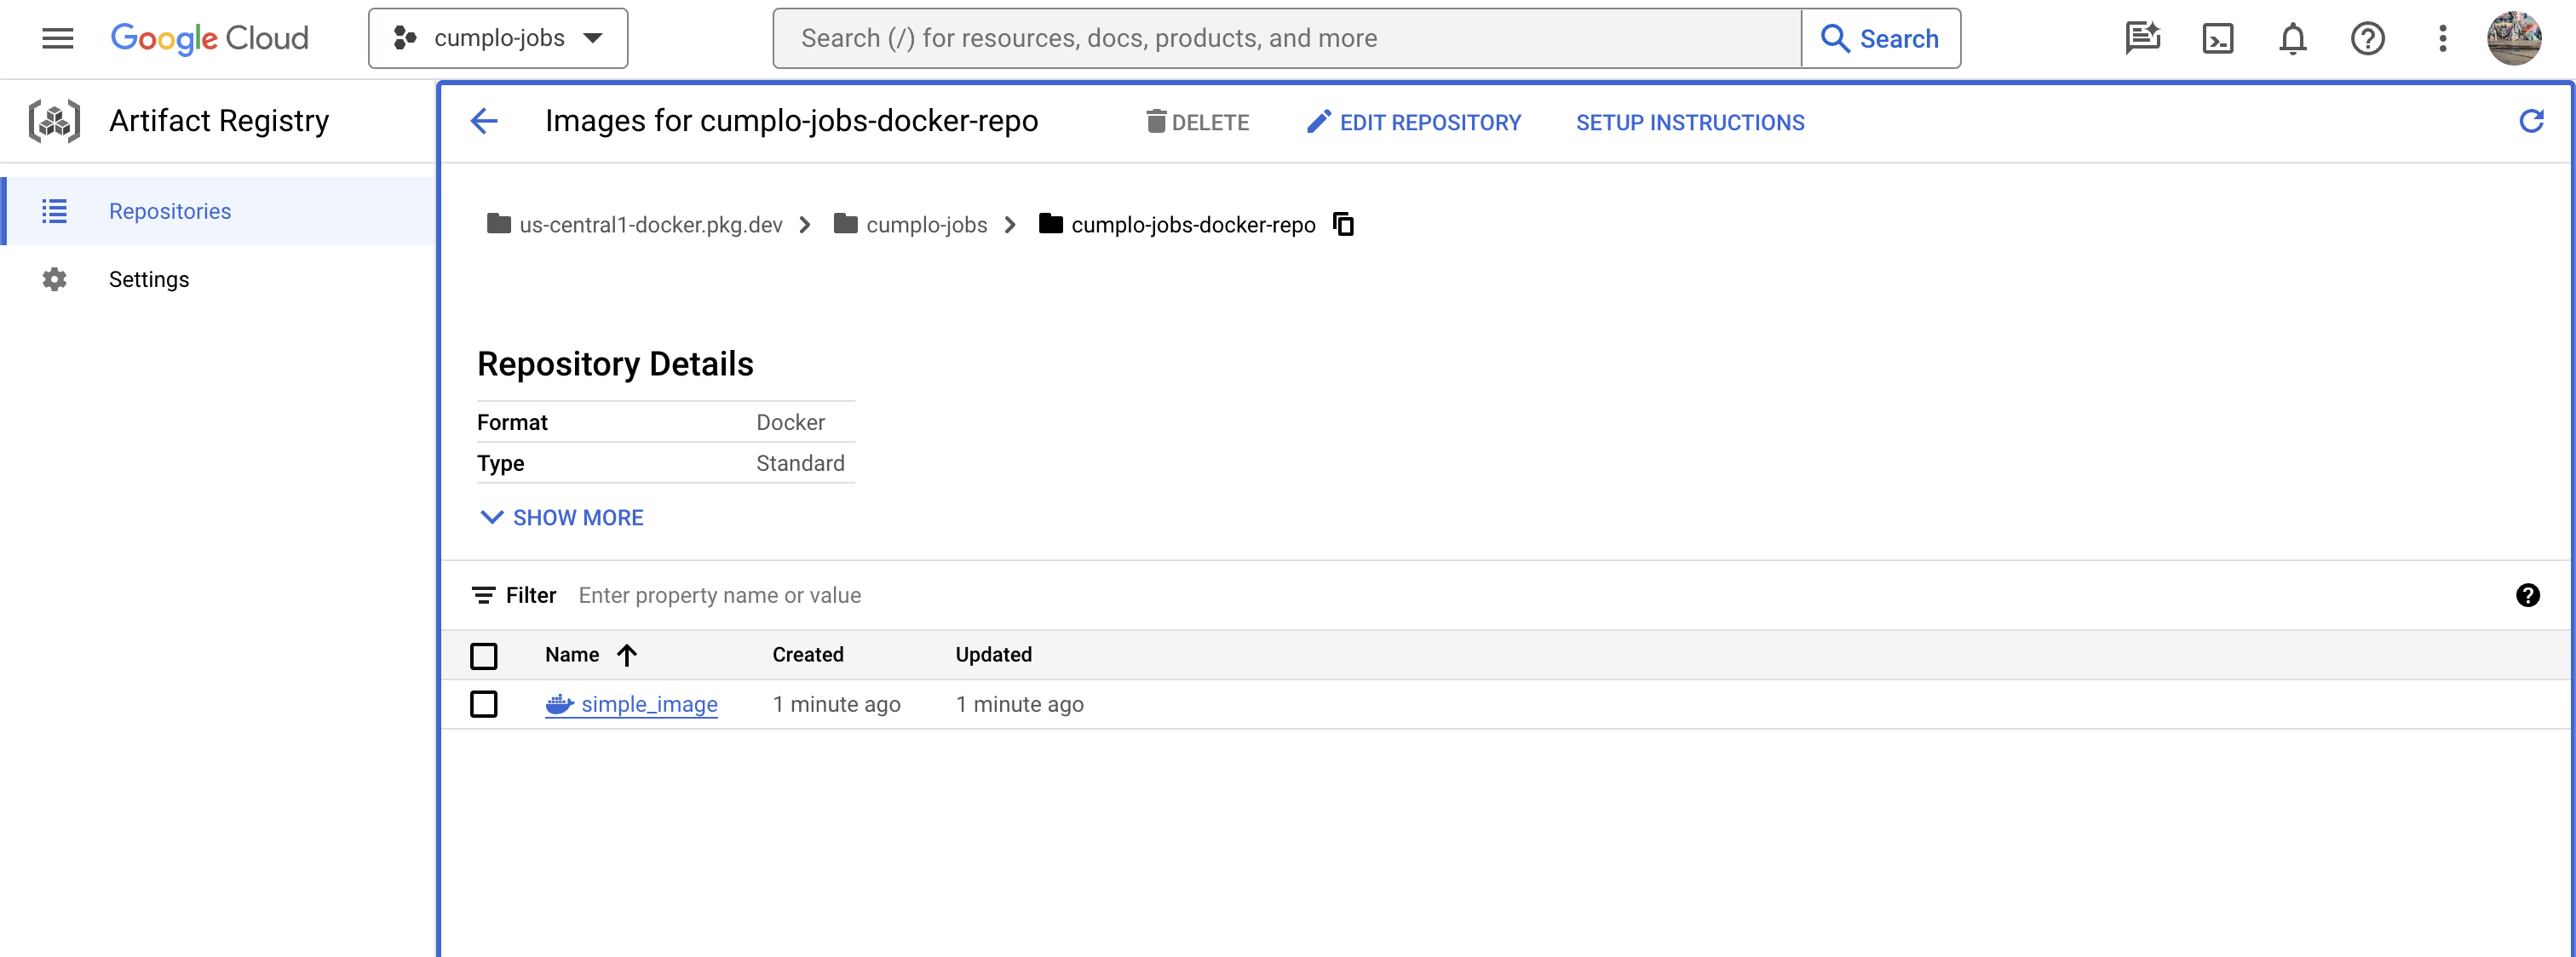 Google Cloud
cumplo-jobs
Search (/) for resources, docs, products, and more
Search
Artifact Registry
Images for cumplo-jobs-docker-repo
DELETE
EDIT REPOSITORY
SETUP INSTRUCTIONS
Repositories
Settings
us-central1-docker.pkg.dev
cumplo-jobs
cumplo-jobs-docker-repo
Repository Details
Format Docker
Type Standard
SHOW MORE
Filter Enter property name or value
Name Created Updated
simple_image 1 minute ago 1 minute ago